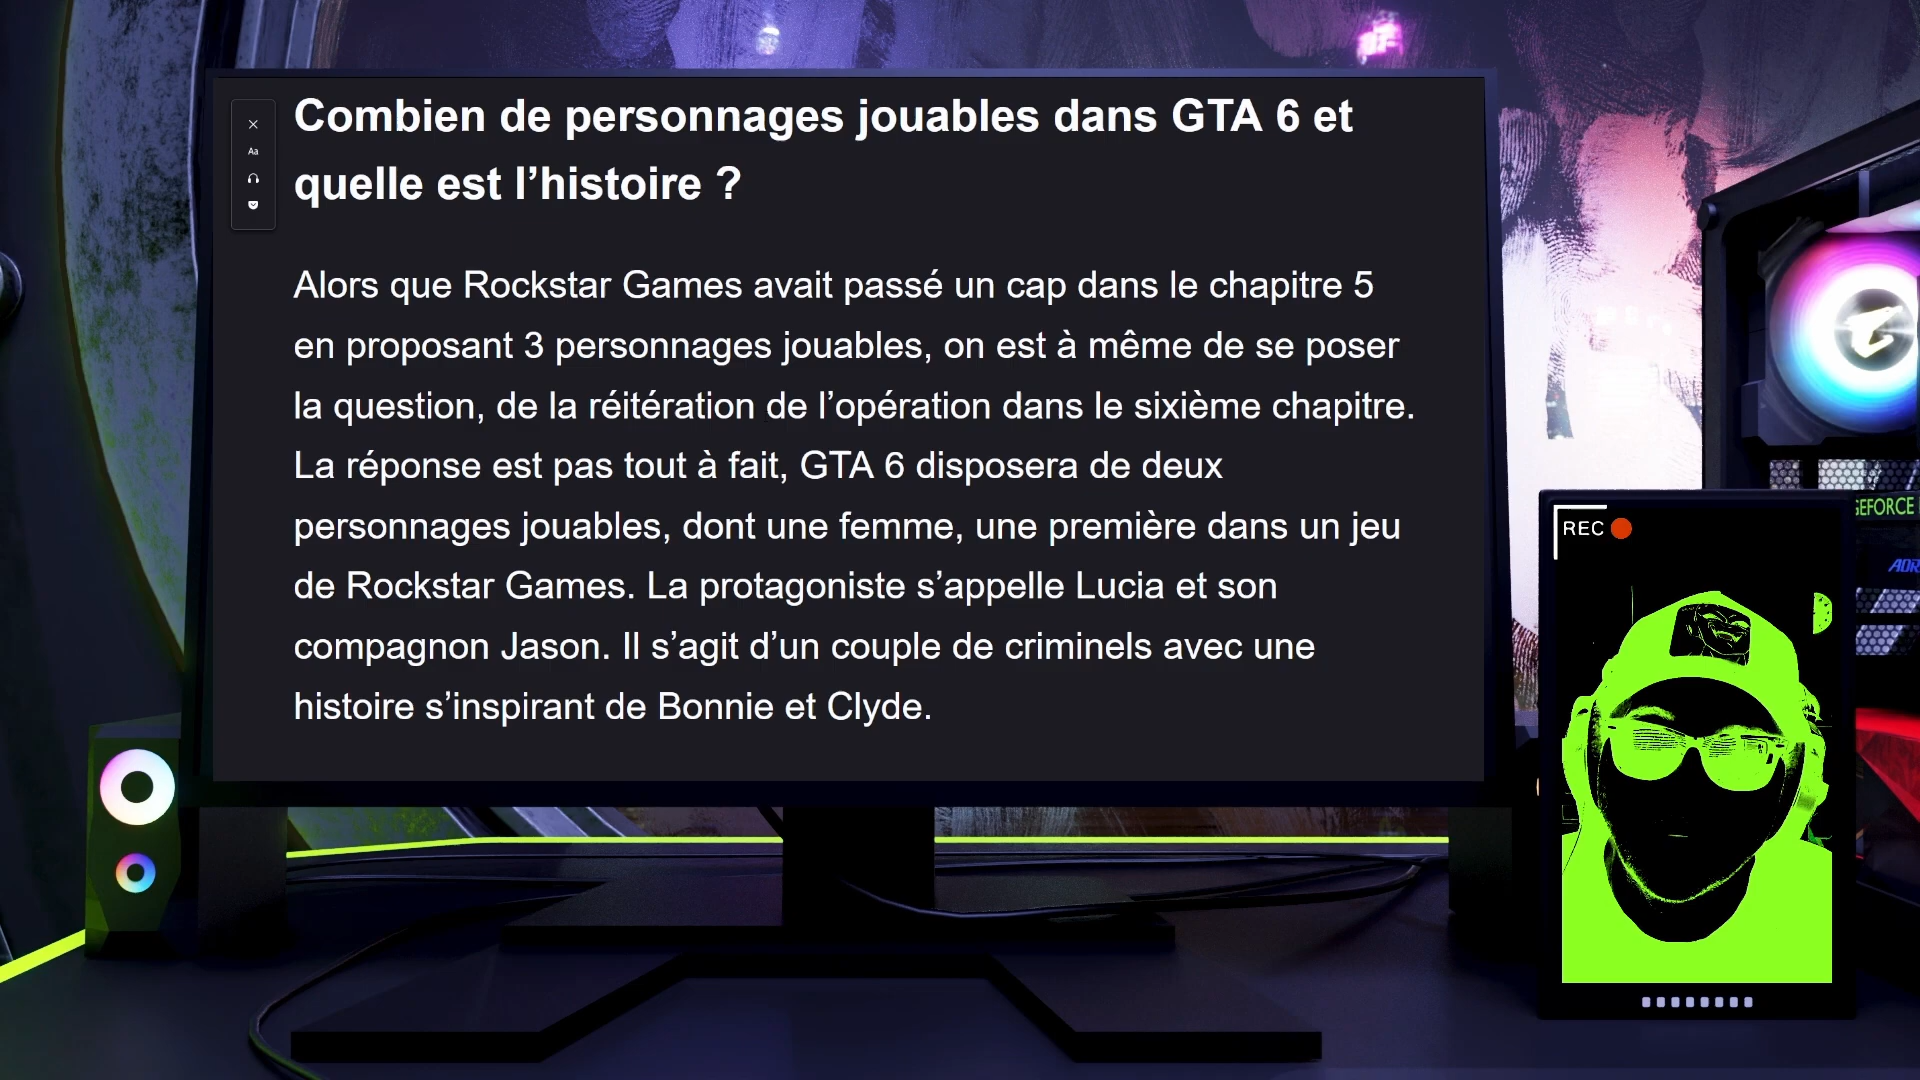 Combien de personnages jouables dans GTA 6 et
quelle est l’histoire ?
Aa
Alors que Rockstar Games avait passé un cap dans le chapitre 5
en proposant 3 personnages jouables, on est à même de se poser
la question, de la réitération de l’opération dans le sixième chapitre.
La réponse est pas tout à fait, GTA 6 disposera de deux
personnages jouables, dont une femme, une première dans un jeu
de Rockstar Games. La protagoniste s’appelle Lucia et son
compagnon Jason. Il s’agit d’un couple de criminels avec une
histoire s’inspirant de Bonnie et Clyde.
REC
GEFORCE